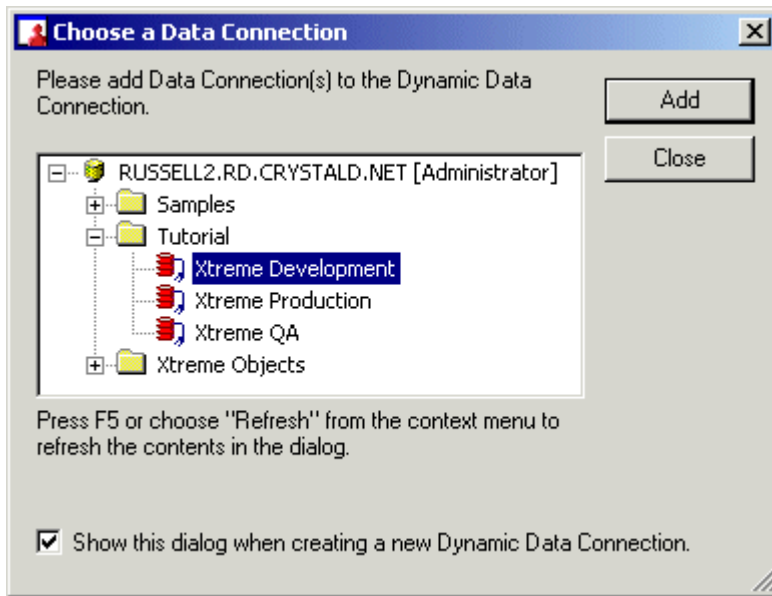 Choose a Data Connection
Please add Data Connection(s) to the Dynamic Data
Connection.
Add
Close
RUSSELL2.RD.CRYSTALD.NET [Administrator]
Samples
Tutorial
Xtreme Development
Xtreme Production
Xtreme QA
Xtreme Objects
Press F5 or choose "Refresh" from the context menu to
refresh the contents in the dialog.
Show this dialog when creating a new Dynamic Data Connection.